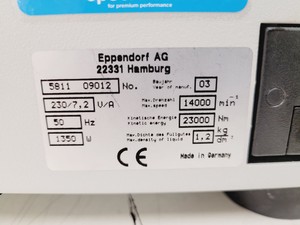 for premium performance
Eppendorf AG
22331 Hamburg
5811 09012 No.
Baujahr
Year of manuf. 03
230/7,2 V/A
Max.Drehzahl
Max.speed 14000 min
50 Hz
Kinetische Energie
Kinetic energy 23000 Nm
1350 W
Max.Dichte des Füllgutes
Max.density of liquid 1,2 kg
dm
CE
Made in Germany